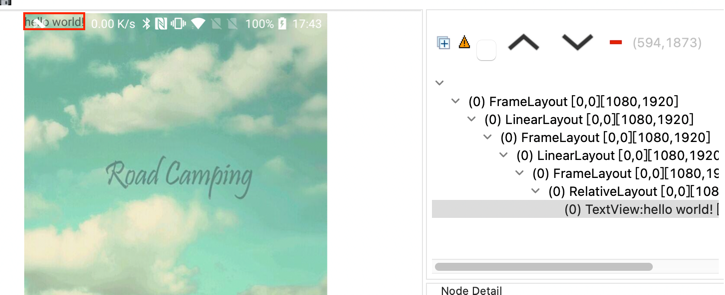 hello world! 0.00 K/s 100% 17:43
Road Camping
(594,1873)
(0) FrameLayout [0,0][1080,1920]
(0) LinearLayout [0,0][1080,1920]
(0) FrameLayout [0,0][1080,1920]
(0) LinearLayout [0,0][1080,1920
(0) FrameLayout [0,0][1080,19
(0) RelativeLayout [0,0][108
(0) TextView:hello world! [
Node Detail